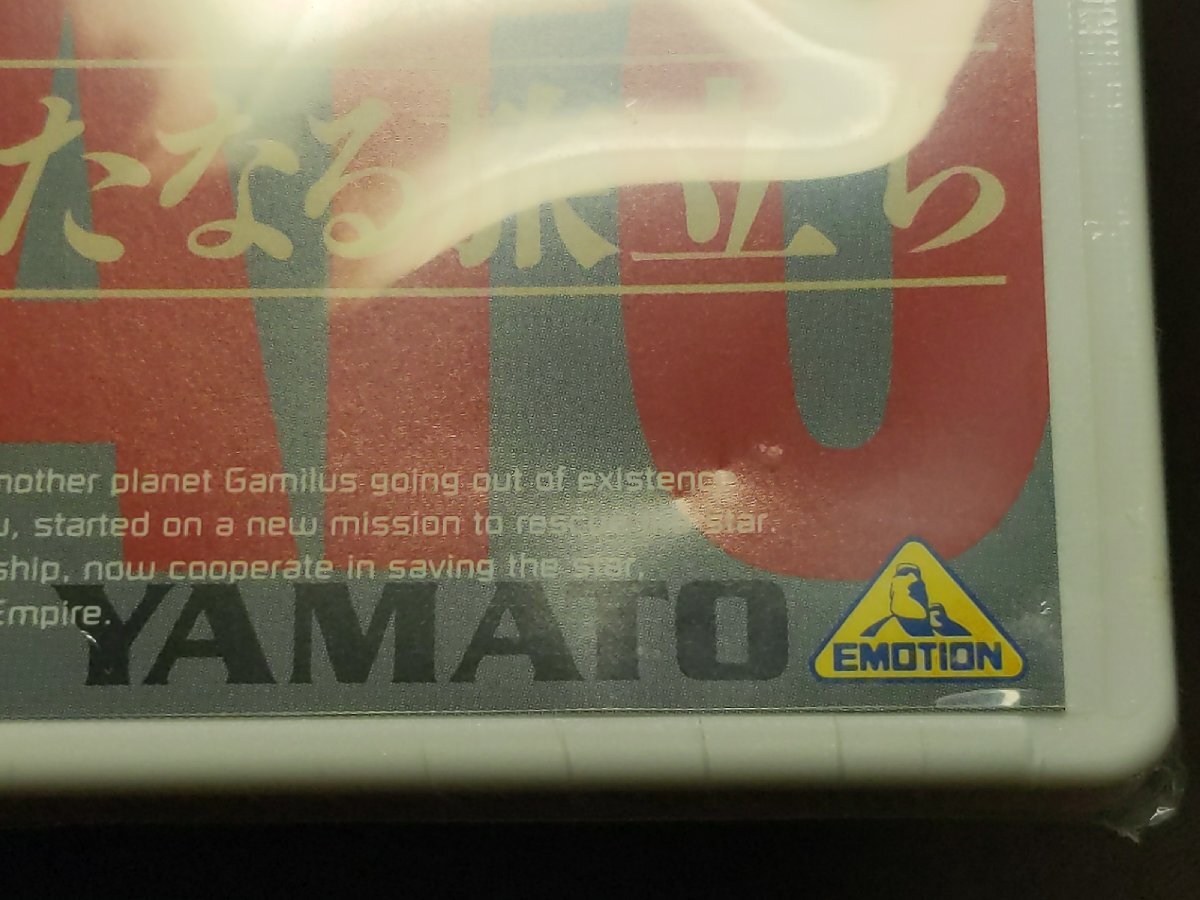 ATO
たなる旅立ち
mother planet Gamilus going out of existence
started on a new mission to rescue the star.
ship, now cooperate in saving the star,
Empire.
YAMATO
EMOTION